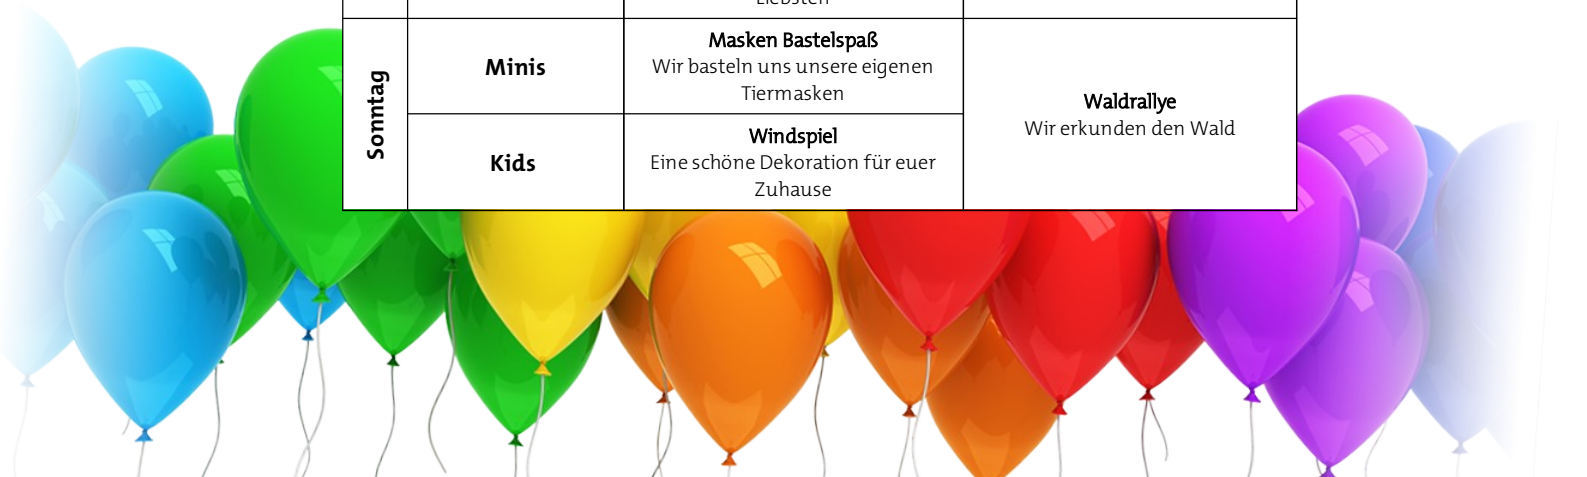 Liebsten
Sonntag
Minis
Masken Bastelspaß
Wir basteln uns unsere eigenen
Tiermasken
Kids
Windspiel
Eine schöne Dekoration für euer
Zuhause
Waldrallye
Wir erkunden den Wald